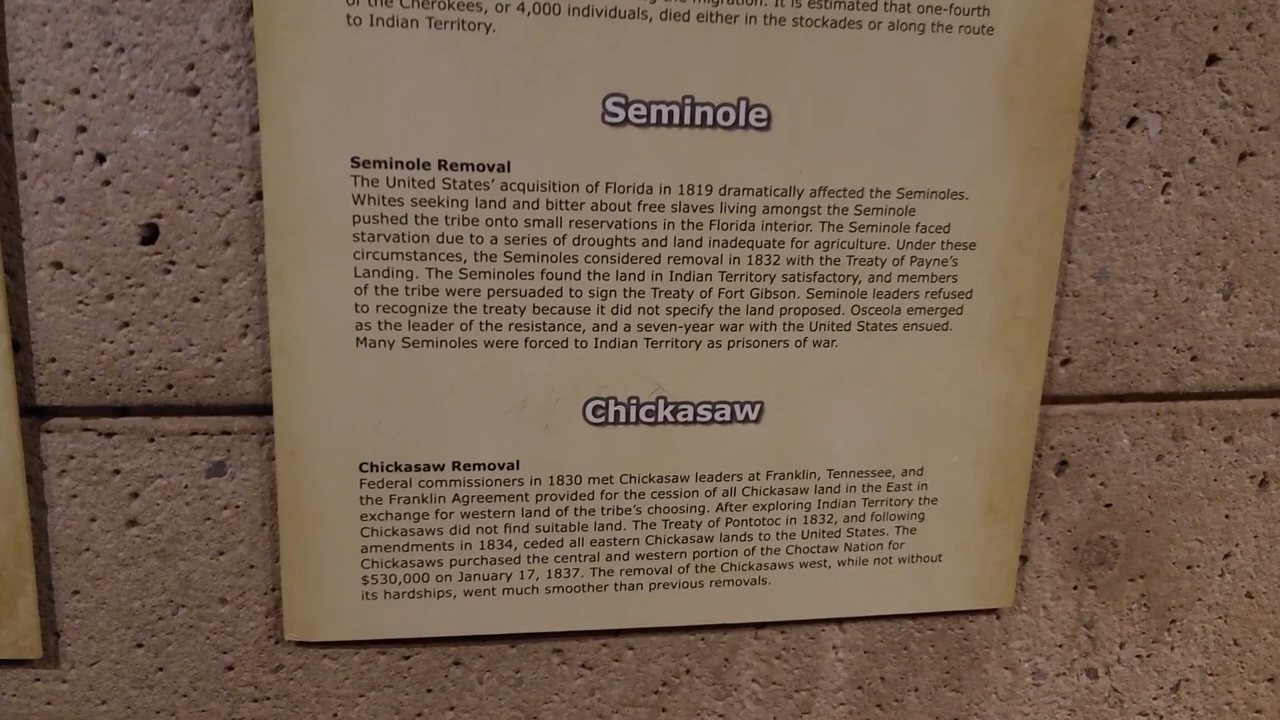 of the Cherokees, or 4,000 individuals, died either in the stockades or along the route
migration. It is estimated that one-fourth
to Indian Territory.
Seminole
Seminole Removal
The United States' acquisition of Florida in 1819 dramatically affected the Seminoles.
Whites seeking land and bitter about free slaves living amongst the Seminole
pushed the tribe onto small reservations in the Florida interior. The Seminole faced
starvation due to a series of droughts and land inadequate for agriculture. Under these
circumstances, the Seminoles considered removal in 1832 with the Treaty of Payne's
Landing. The Seminoles found the land in Indian Territory satisfactory, and members
of the tribe were persuaded to sign the Treaty of Fort Gibson. Seminole leaders refused
to recognize the treaty because it did not specify the land proposed. Osceola emerged
as the leader of the resistance, and a seven-year war with the United States ensued.
Many Seminoles were forced to Indian Territory as prisoners of war.
Chickasaw
Chickasaw Removal
Federal commissioners in 1830 met Chickasaw leaders at Franklin, Tennessee, and
the Franklin Agreement provided for the cession of all Chickasaw land in the East in
exchange for western land of the tribe's choosing. After exploring Indian Territory the
Chickasaws did not find suitable land. The Treaty of Pontotoc in 1832, and following
amendments in 1834, ceded all eastern Chickasaw lands to the United States. The
Chickasaws purchased the central and western portion of the Choctaw Nation for
$530,000 on January 17, 1837. The removal of the Chickasaws west, while not without
its hardships, went much smoother than previous removals.